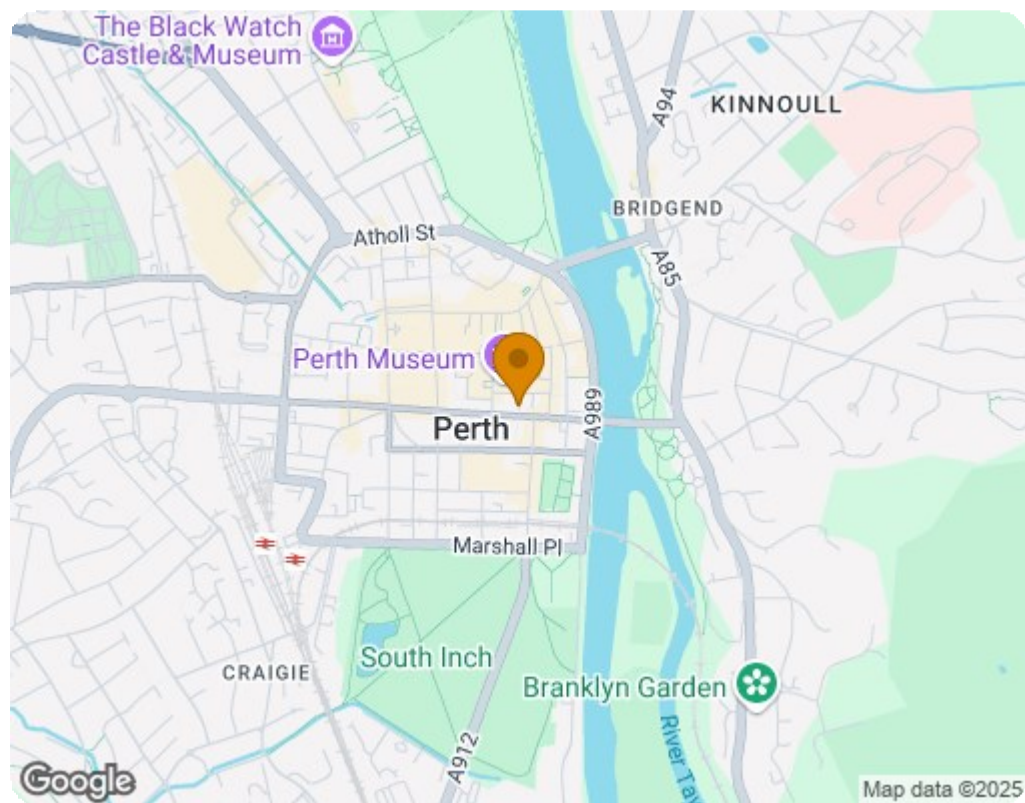 The Black Watch
Castle & Museum
A94
KINNOULL
BRIDGEND
Atholl St
A85
Perth Museum
A989
Perth
Marshall Pl
South Inch
CRAIGIE
Branklyn Garden
River Tay
A912
Google
Map data ©2025